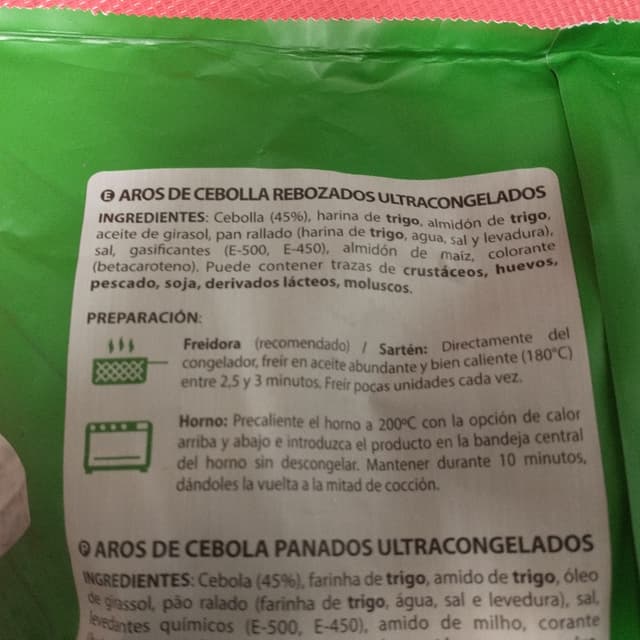 E AROS DE CEBOLLA REBOZADOS ULTRACONGELADOS
INGREDIENTES: Cebolla (45%), harina de trigo, almidón de trigo,
aceite de girasol, pan rallado (harina de trigo, agua, sal y levadura),
sal, gasificantes (E-500, E-450), almidón de maiz, colorante
(betacaroteno). Puede contener trazas de crustáceos, huevos,
pescado, soja, derivados lácteos, moluscos.
PREPARACIÓN:
Freidora (recomendado) / Sartén: Directamente del
congelador, freír en aceite abundante y bien caliente (180°C)
entre 2,5 y 3 minutos. Freír pocas unidades cada vez.
Horno: Precaliente el horno a 200ºC con la opción de calor
arriba y abajo e introduzca el producto en la bandeja central
del horno sin descongelar. Mantener durante 10 minutos,
dándoles la vuelta a la mitad de cocción.
P AROS DE CEBOLA PANADOS ULTRACONGELADOS
INGREDIENTES: Cebola (45%), farinha de trigo, amido de trigo, óleo
de girassol, pão ralado (farinha de trigo, água, sal e levedura), sal,
levedantes químicos (E-500, E-450), amido de milho, corante